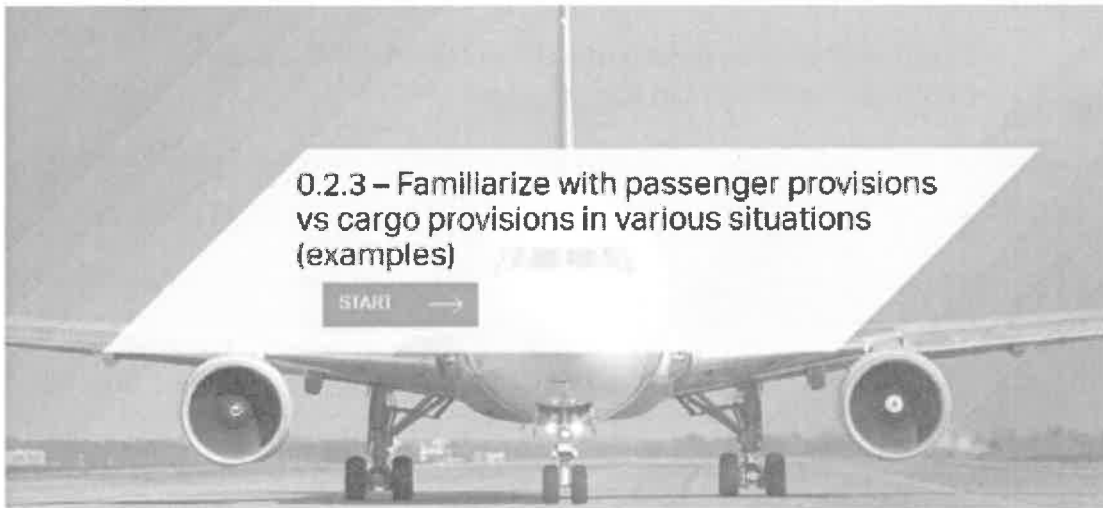 0.2.3 – Familiarize with passenger provisions
vs cargo provisions in various situations
(examples)
START